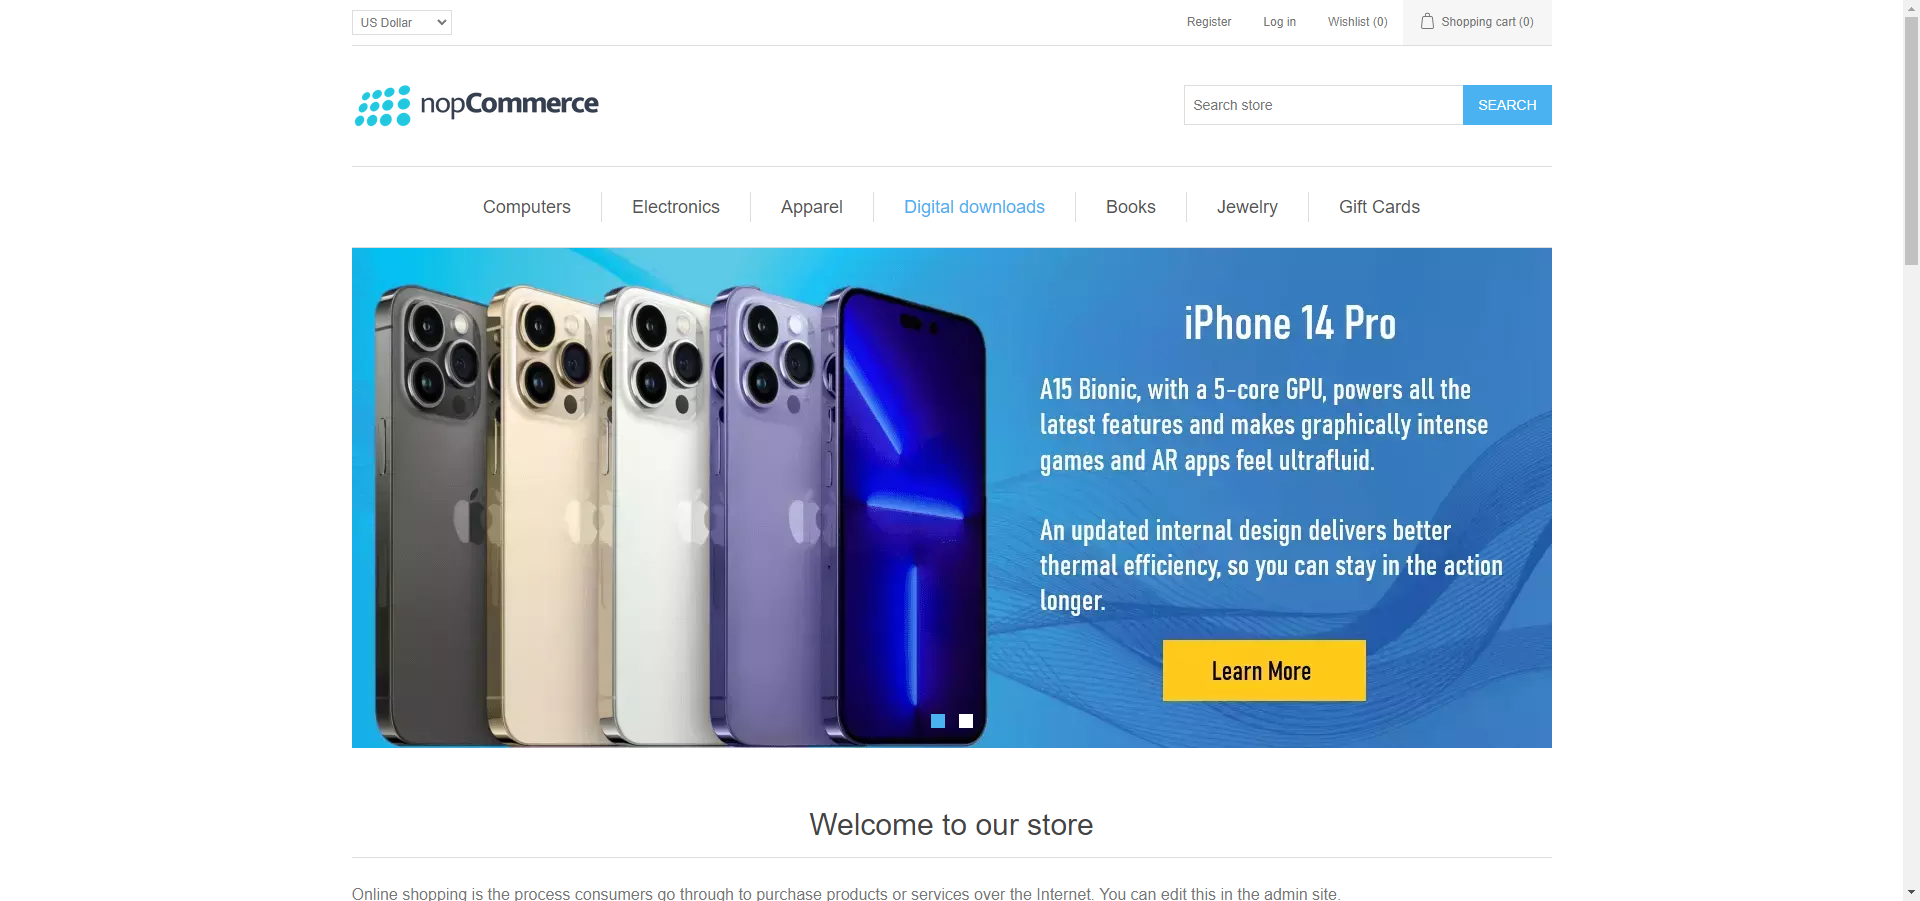 US Dollar
Register
Log in
Wishlist (0)
Shopping cart (0)
nopCommerce
Search store
SEARCH
Computers
Electronics
Apparel
Digital downloads
Books
Jewelry
Gift Cards
iPhone 14 Pro
A15 Bionic, with a 5-core GPU, powers all the
latest features and makes graphically intense
games and AR apps feel ultrafluid.
An updated internal design delivers better
thermal efficiency, so you can stay in the action
longer.
Learn More
Welcome to our store
Online shopping is the process consumers go through to purchase products or services over the Internet. You can edit this in the admin site.